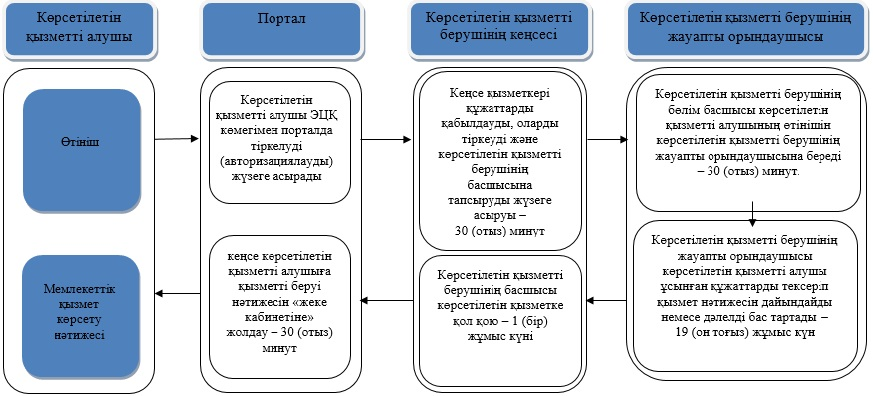 Көрсетілетін
қызметті алушы
Портал
Көрсетілетін қызметті
берушінің кеңсесі
Көрсетілетін қызметті берушінің
жауапты орындаушысы
Өтініш
Көрсетілетін
қызметті алушы ЭЦҚ
көмегімен порталда
тіркелуді
(авторизациялауды)
жүзеге асырады
Кеңсе қызметкері
құжаттарды
қабылдауды, оларды
тіркеуді және
көрсетілетін қызметті
берушінің
басшысына
тапсыруды жүзеге
асыруы –
30 (отыз) минут
Көрсетілетін қызметті берушінің
бөлім басшысы көрсетілет:н
қызметті алушының өтінішін
көрсетілетін қызметті берушінің
жауапты орындаушысына береді
– 30 (отыз) минут.
Мемлекеттік
қызмет
көрсету
нәтижесі
кеңсе көрсетілетін
қызметті алушыға
қызметті беруі
нәтижесін «жеке
кабинетіне»
жолдау – 30 (отыз)
минут
Көрсетілетін қызметті
берушінің басшысы
көрсетілетін қызметке
қол қою – 1 (бір)
жұмыс күні
Көрсетілетін қызметті берушінің
жауапты орындаушысы
көрсетілетін қызметті алушы
ұсынған құжаттарды тексер:п
қызмет нәтижесін дайындайды
немесе дәлелді бас тартады –
19 (он тоғыз) жұмыс күн